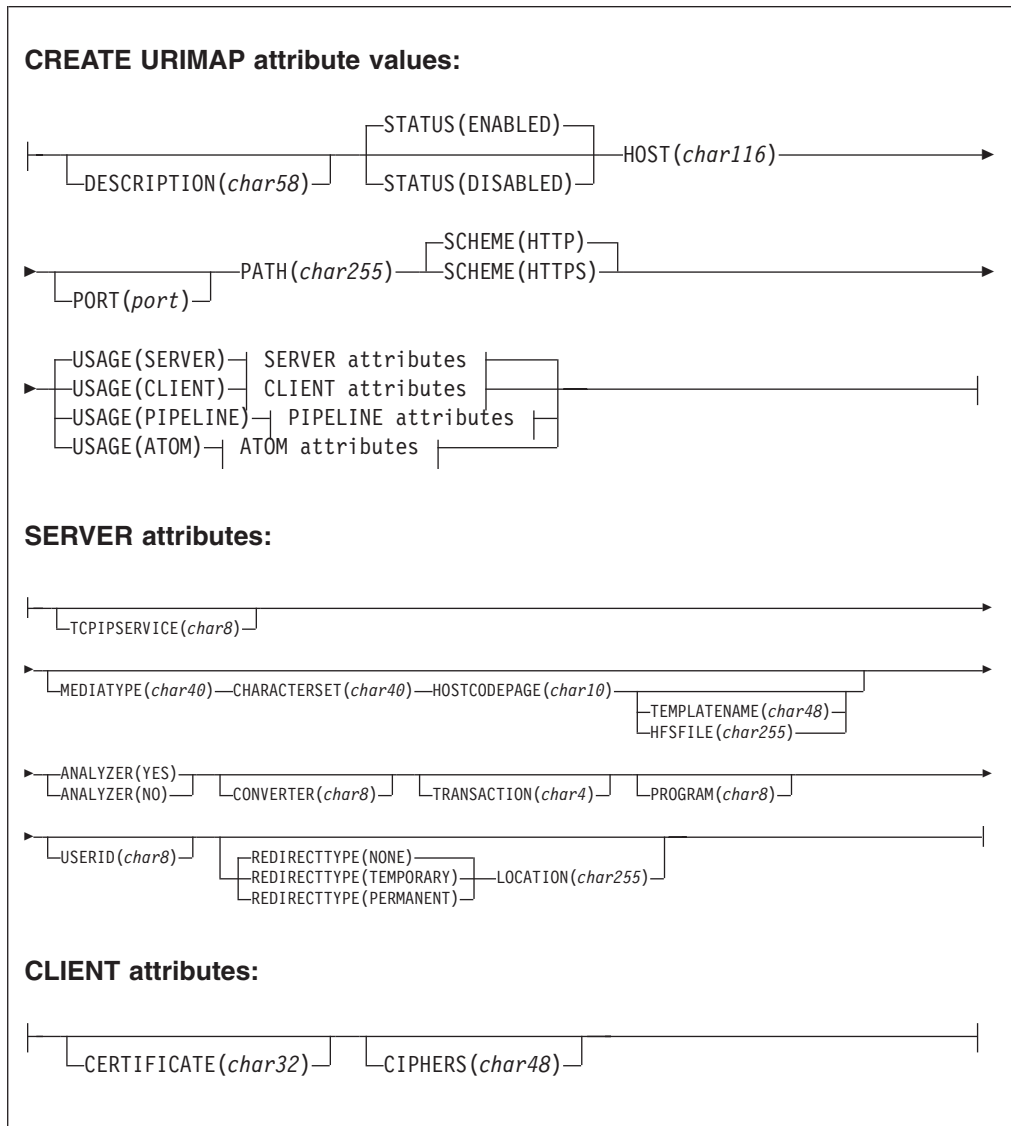 CREATE URIMAP attribute values:
STATUS(ENABLED)
DESCRIPTION(char58)
STATUS(DISABLED)
HOST(char116)
SCHEME(HTTP)
PORT(port)
PATH(char255)
SCHEME(HTTPS)
USAGE(SERVER) SERVER attributes
USAGE(CLIENT) CLIENT attributes
USAGE(PIPELINE) PIPELINE attributes
USAGE(ATOM) ATOM attributes
SERVER attributes:
TCPIPSERVICE(char8)
MEDIATYPE(char40) CHARACTERSET(char40) HOSTCODEPAGE(char10)
TEMPLATENAME(char48)
HFSFILE(char255)
ANALYZER(YES)
ANALYZER(NO)
CONVERTER(char8) TRANSACTION(char4) PROGRAM(char8)
USERID(char8)
REDIRECTTYPE(NONE)
REDIRECTTYPE(TEMPORARY) LOCATION(char255)
REDIRECTTYPE(PERMANENT)
CLIENT attributes:
CERTIFICATE(char32) CIPHERS(char48)